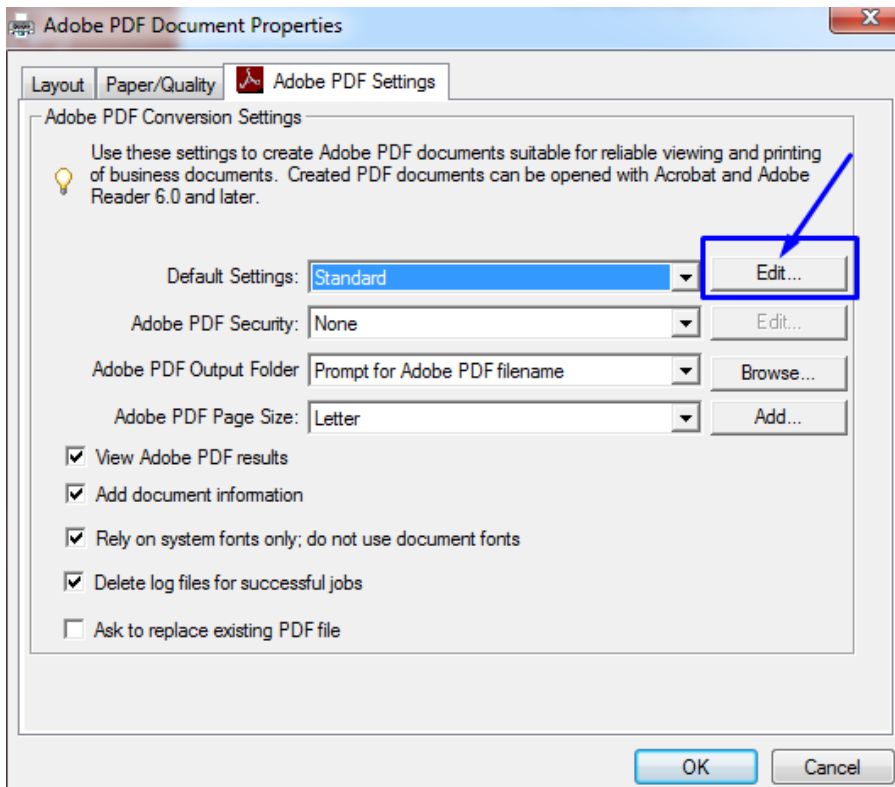 Adobe PDF Document Properties
Layout
Paper/Quality
Adobe PDF Settings
Adobe PDF Conversion Settings
Use these settings to create Adobe PDF documents suitable for reliable viewing and printing
of business documents. Created PDF documents can be opened with Acrobat and Adobe
Reader 6.0 and later.
Default Settings: Standard Edit...
Adobe PDF Security: None Edit...
Adobe PDF Output Folder Prompt for Adobe PDF filename Browse...
Adobe PDF Page Size: Letter Add...
View Adobe PDF results
Add document information
Rely on system fonts only; do not use document fonts
Delete log files for successful jobs
Ask to replace existing PDF file
OK Cancel